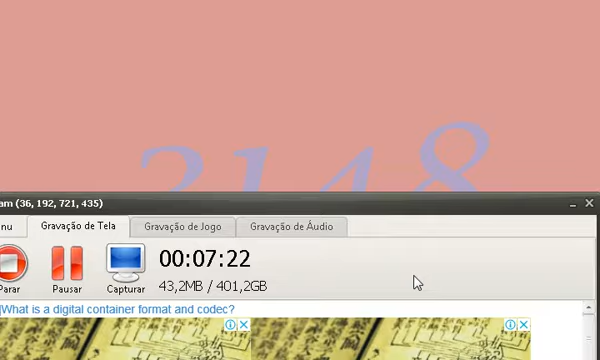 2148
am (36, 192, 721, 435)
nu Gravação de Tela Gravação de Jogo Gravação de Áudio
00:07:22
Parar Pausar Capturar 43,2MB / 401,2GB
What is a digital container format and codec?